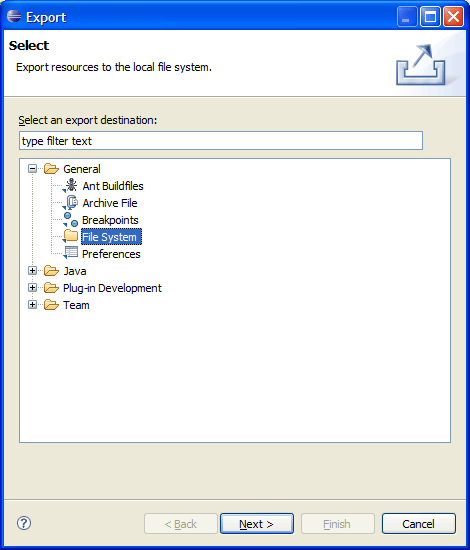 Export
Select
Export resources to the local file system.
Select an export destination:
type filter text
General
Ant Buildfiles
Archive File
Breakpoints
File System
Preferences
Java
Plug-in Development
Team
? < Back Next > Finish Cancel